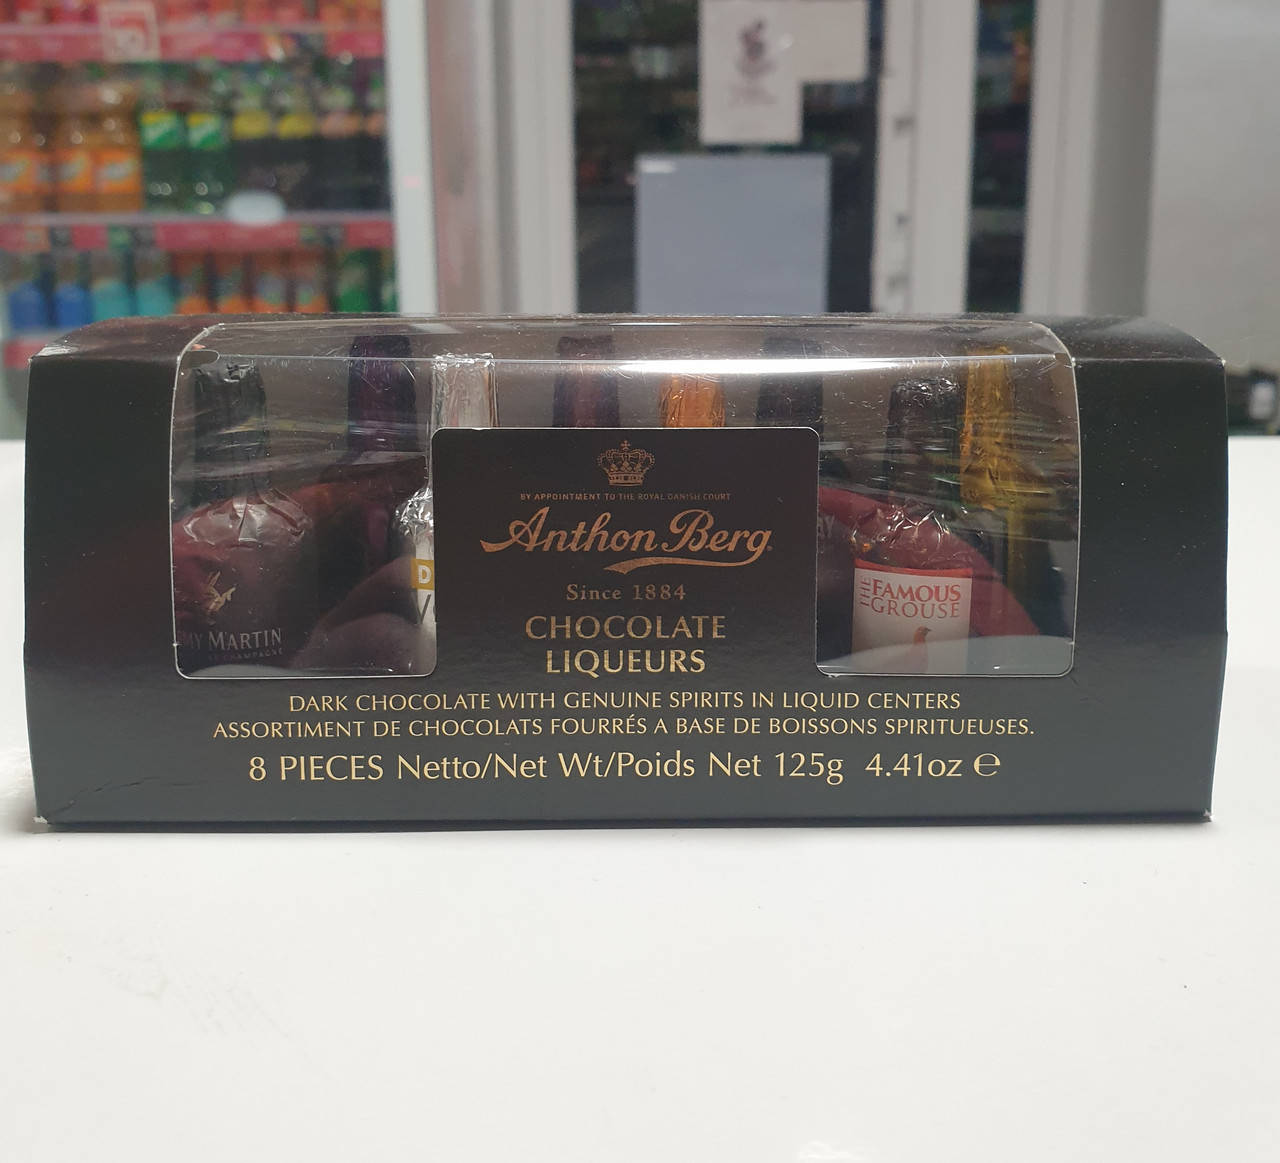 BY APPOINTMENT TO THE ROYAL DANISH COURT
Anthon Berg
Since 1884
CHOCOLATE
LIQUEURS
DARK CHOCOLATE WITH GENUINE SPIRITS IN LIQUID CENTERS
ASSORTIMENT DE CHOCOLATS FOURRÉS A BASE DE BOISSONS SPIRITUEUSES.
8 PIECES Netto/Net Wt/Poids Net 125g 4.41oz ℮
MY MARTIN
THE
FAMOUS
GROUSE